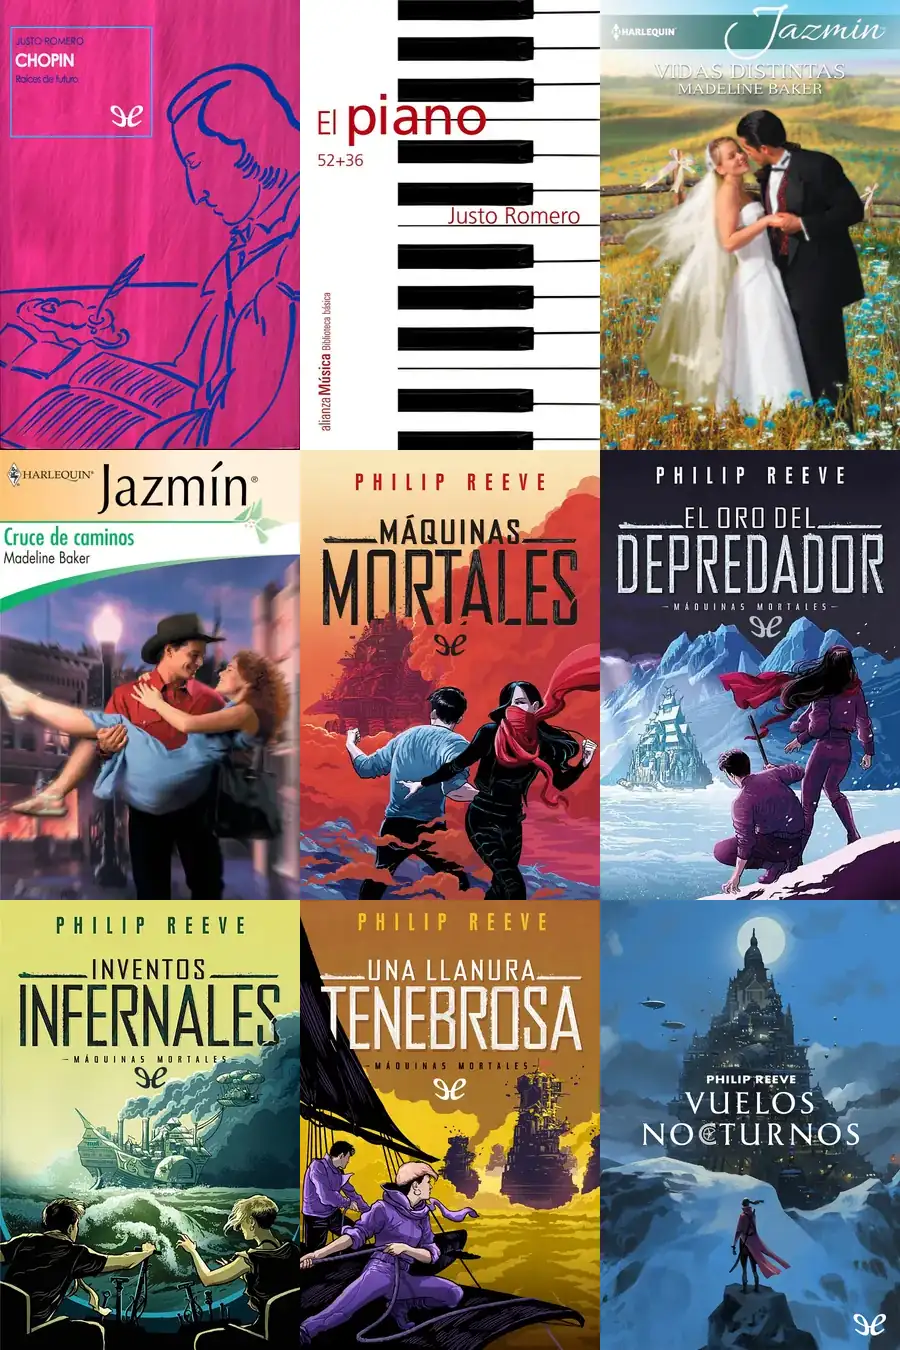 JUSTO ROMERO
CHOPIN
Raíces de futuro
El piano
52+36
Justo Romero
alianza Música Biblioteca básica
HARLEQUIN™
Jazmín
VIDAS DISTINTAS
MADELINE BAKER
HARLEQUIN®
Jazmín®
Cruce de caminos
Madeline Baker
PHILIP REEVE
MÁQUINAS
MORTALES
PHILIP REEVE
EL ORO DEL
DEPREDADOR
–MÁQUINAS MORTALES–
PHILIP REEVE
INVENTOS
INFERNALES
–MÁQUINAS MORTALES–
PHILIP REEVE
UNA LLANURA
TENEBROSA
–MÁQUINAS MORTALES–
PHILIP REEVE
VUELOS
NOCTURNOS